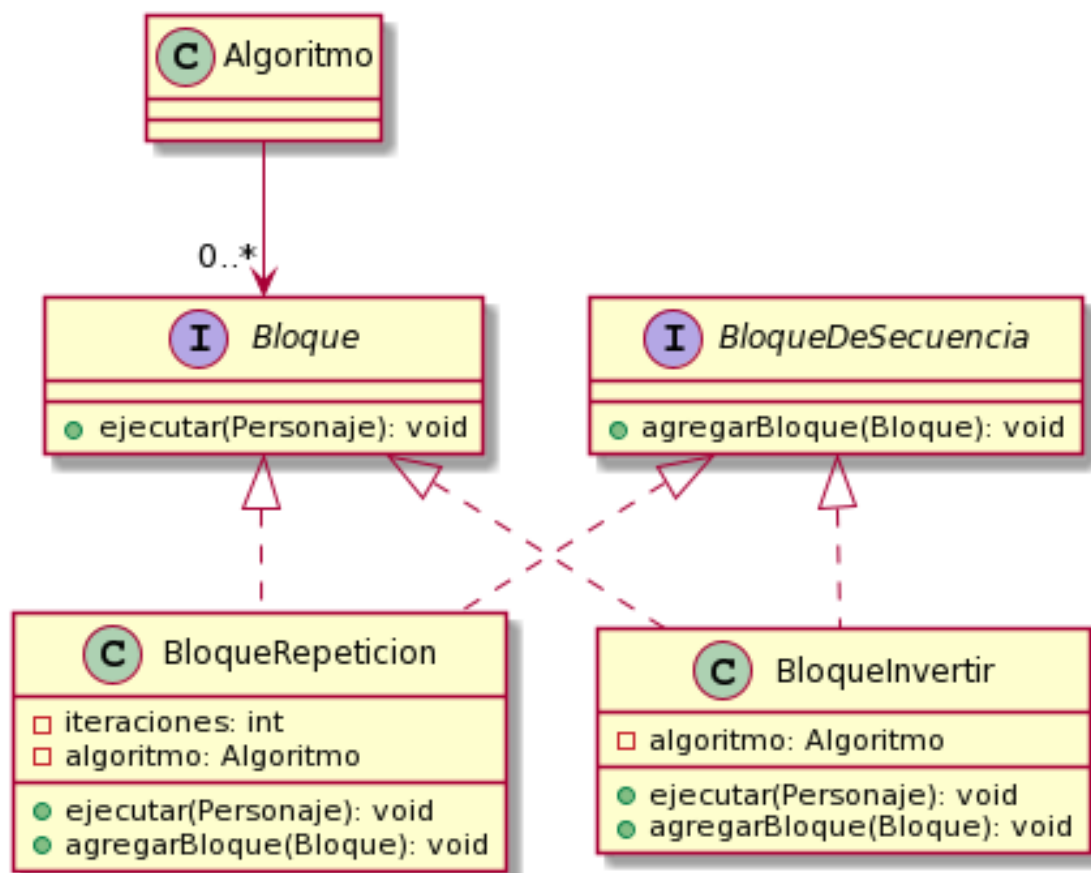 C Algoritmo
0..*
I Bloque
ejecutar(Personaje): void
I BloqueDeSecuencia
agregarBloque(Bloque): void
C BloqueRepeticion
iteraciones: int
algoritmo: Algoritmo
ejecutar(Personaje): void
agregarBloque(Bloque): void
C BloqueInvertir
algoritmo: Algoritmo
ejecutar(Personaje): void
agregarBloque(Bloque): void